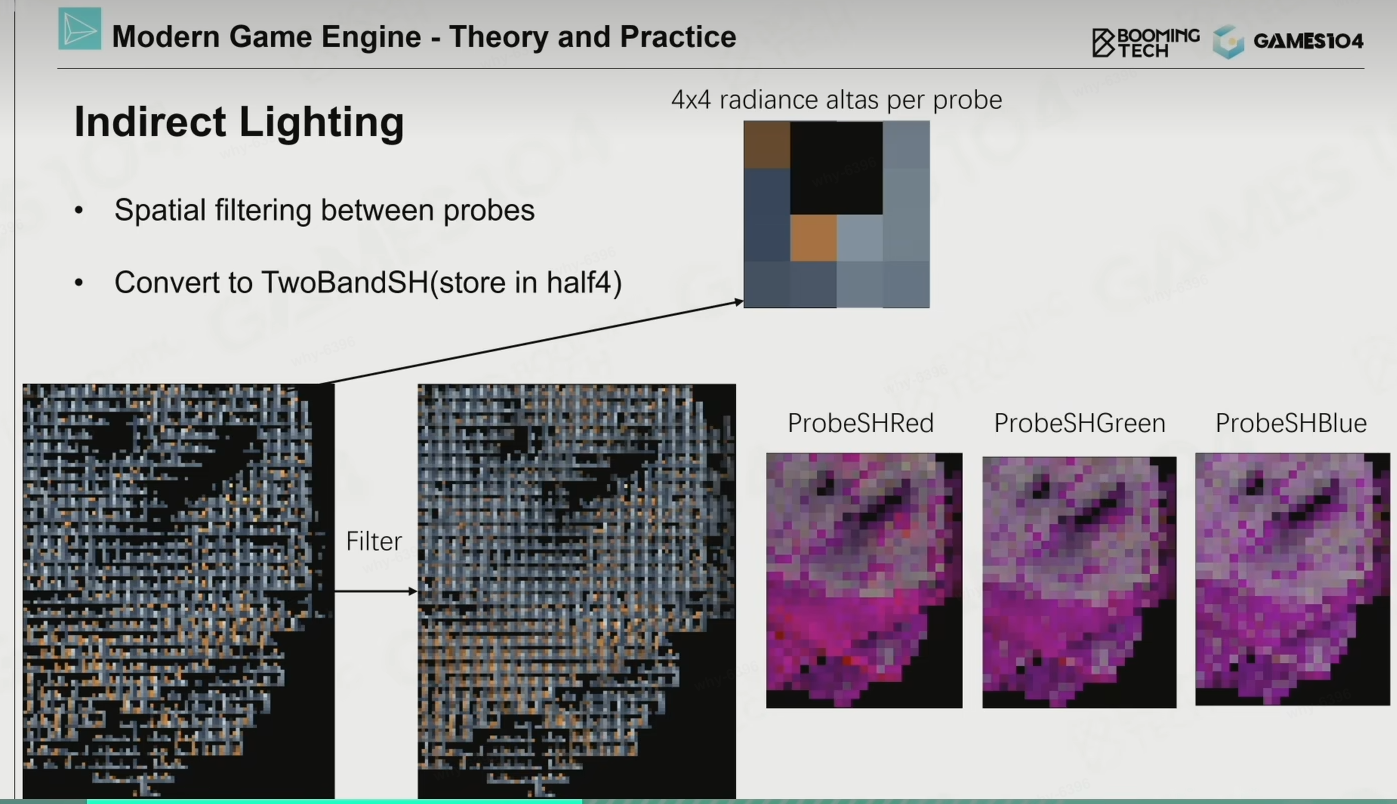 Modern Game Engine - Theory and Practice
BOOMING
TECH
GAMES104
Indirect Lighting
4x4 radiance altas per probe
• Spatial filtering between probes
• Convert to TwoBandSH(store in half4)
Filter
ProbeSHRed
ProbeSHGreen
ProbeSHBlue